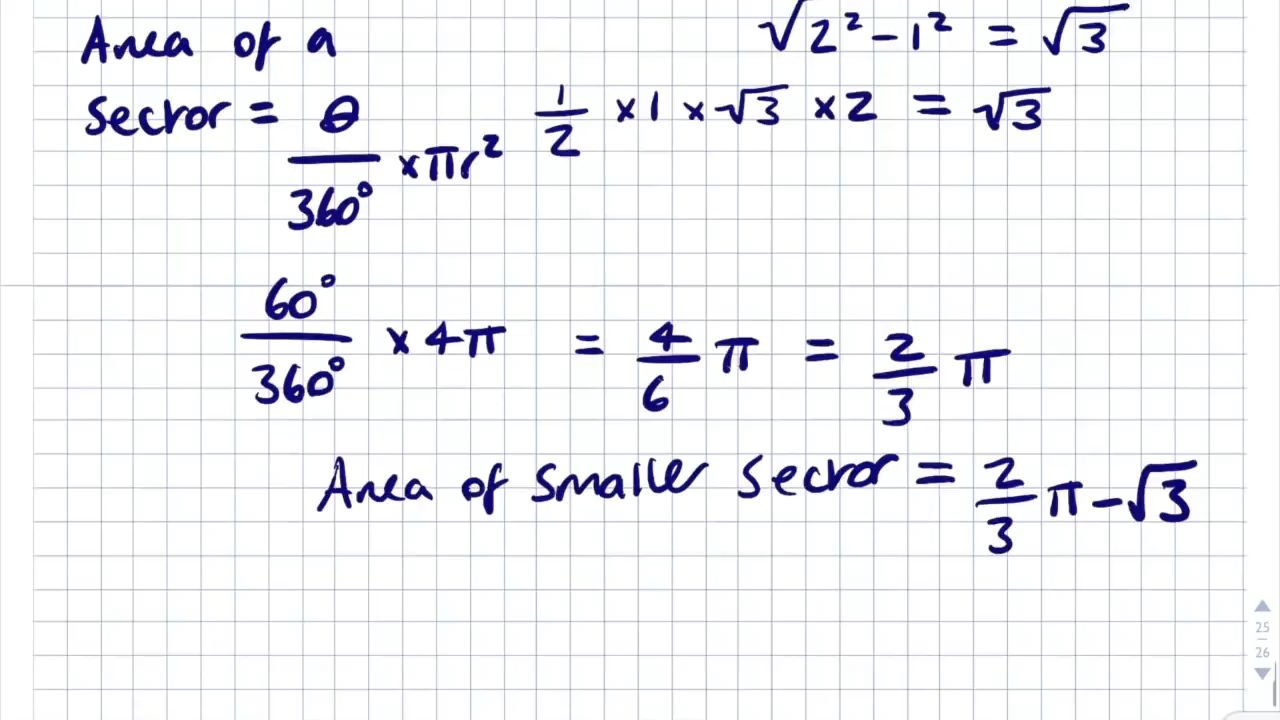 Area of a
sector = θ/360° × πr²
√2² − 1² = √3
1/2 × 1 × √3 × 2 = √3
60°/360° × 4π = 4/6 π = 2/3 π
Area of smaller sector = 2/3 π − √3
25
26